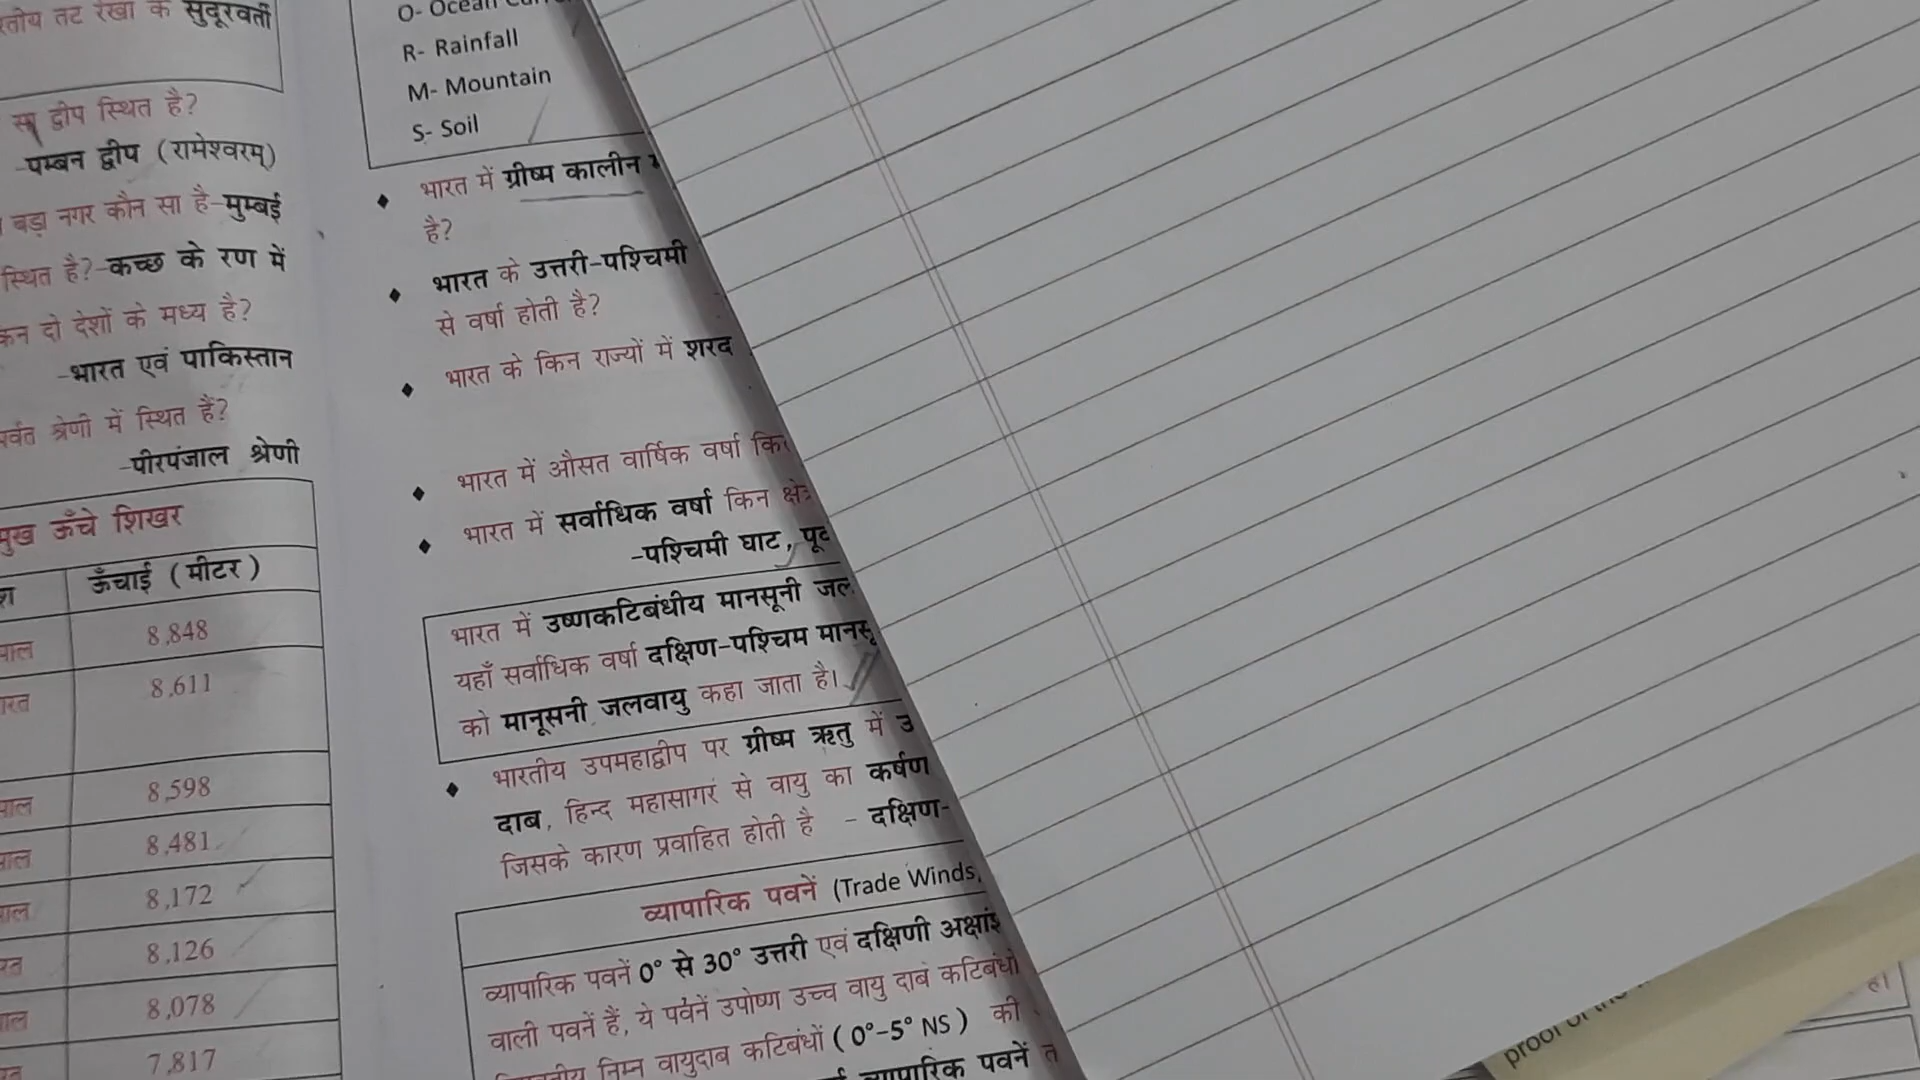 तट रेखा के सुदूरवर्ती
द्वीप स्थित है?
-पम्बन द्वीप (रामेश्वरम्)
बड़ा नगर कौन सा है-मुम्बई
स्थित है?-कच्छ के रण में
दो देशों के मध्य है?
-भारत एवं पाकिस्तान
श्रेणी में स्थित है?
-पीरपंजाल श्रेणी
ऊँचे शिखर
ऊँचाई (मीटर)
8,848
8,611
8,598
8,481
8,172
8,126
8,078
7,817
O- Ocean
R- Rainfall
M- Mountain
S- Soil
♦ भारत में ग्रीष्म कालीन
है?
♦ भारत के उत्तरी-पश्चिमी
से वर्षा होती है?
♦ भारत के किन राज्यों में शरद
♦ भारत में औसत वार्षिक वर्षा
♦ भारत में सर्वाधिक वर्षा किन
-पश्चिमी घाट,
भारत में उष्णकटिबंधीय मानसूनी
यहाँ सर्वाधिक वर्षा दक्षिण-पश्चिम
को मानूसनी जलवायु कहा जाता है।
♦ भारतीय उपमहाद्वीप पर ग्रीष्म ऋतु में
दाब, हिन्द महासागर से वायु का कर्षण
जिसके कारण प्रवाहित होती है - दक्षिण-
व्यापारिक पवनें (Trade Winds,
व्यापारिक पवनें 0° से 30° उत्तरी एवं दक्षिणी
वाली पवनें हैं, ये पवनें उपोष्ण उच्च वायु दाब कटिबंधो
निम्न वायुदाब कटिबंधों (0°-5° NS) की
व्यापारिक पवनें
proof of